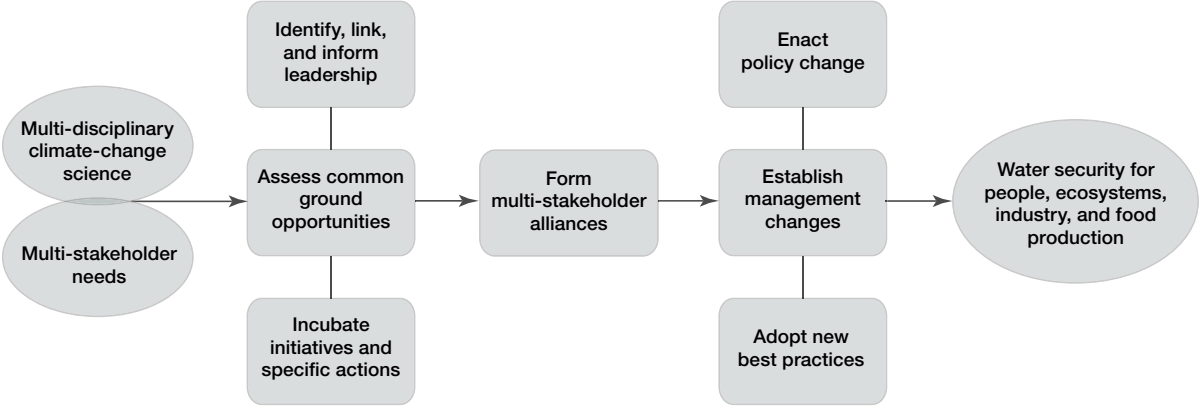 Multi-disciplinary
climate-change
science
Multi-stakeholder
needs
Identify, link,
and inform
leadership
Assess common
ground
opportunities
Incubate
initiatives and
specific actions
Form
multi-stakeholder
alliances
Enact
policy change
Establish
management
changes
Adopt new
best practices
Water security for
people, ecosystems,
industry, and food
production